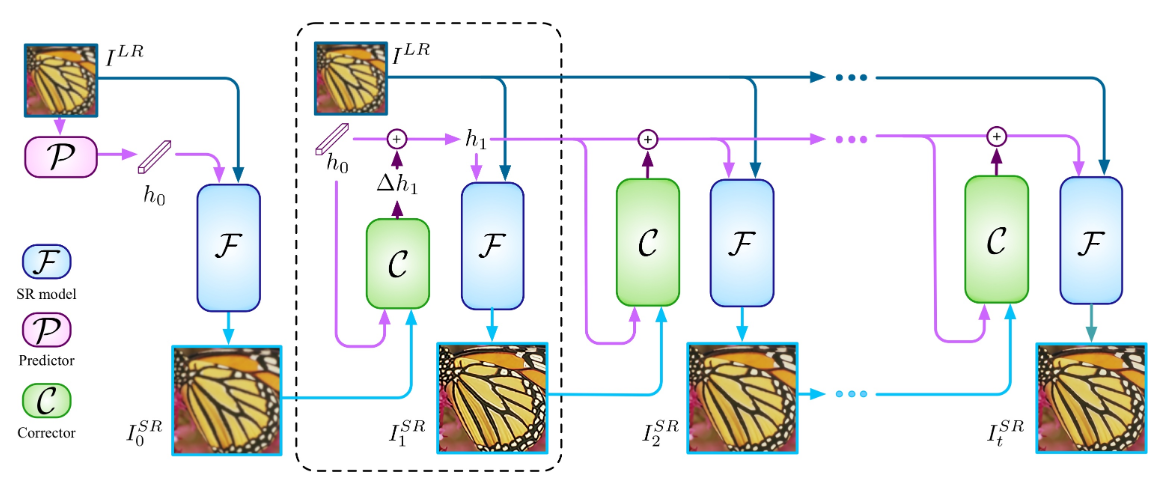 I^{LR}
P
h_0
F
I_0^{SR}
F
SR model
P
Predictor
C
Corrector
I^{LR}
h_0
+
h_1
Δh_1
C
F
I_1^{SR}
+
C
F
I_2^{SR}
+
C
F
I_t^{SR}